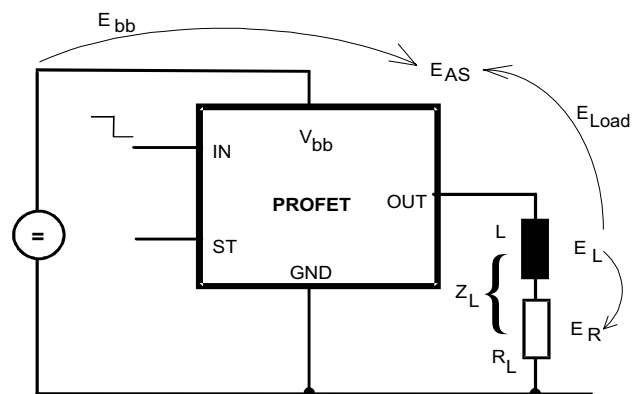 E bb
E AS
E Load
V bb
IN
PROFET
OUT
ST
GND
=
L
E L
Z L
{
E R
R L